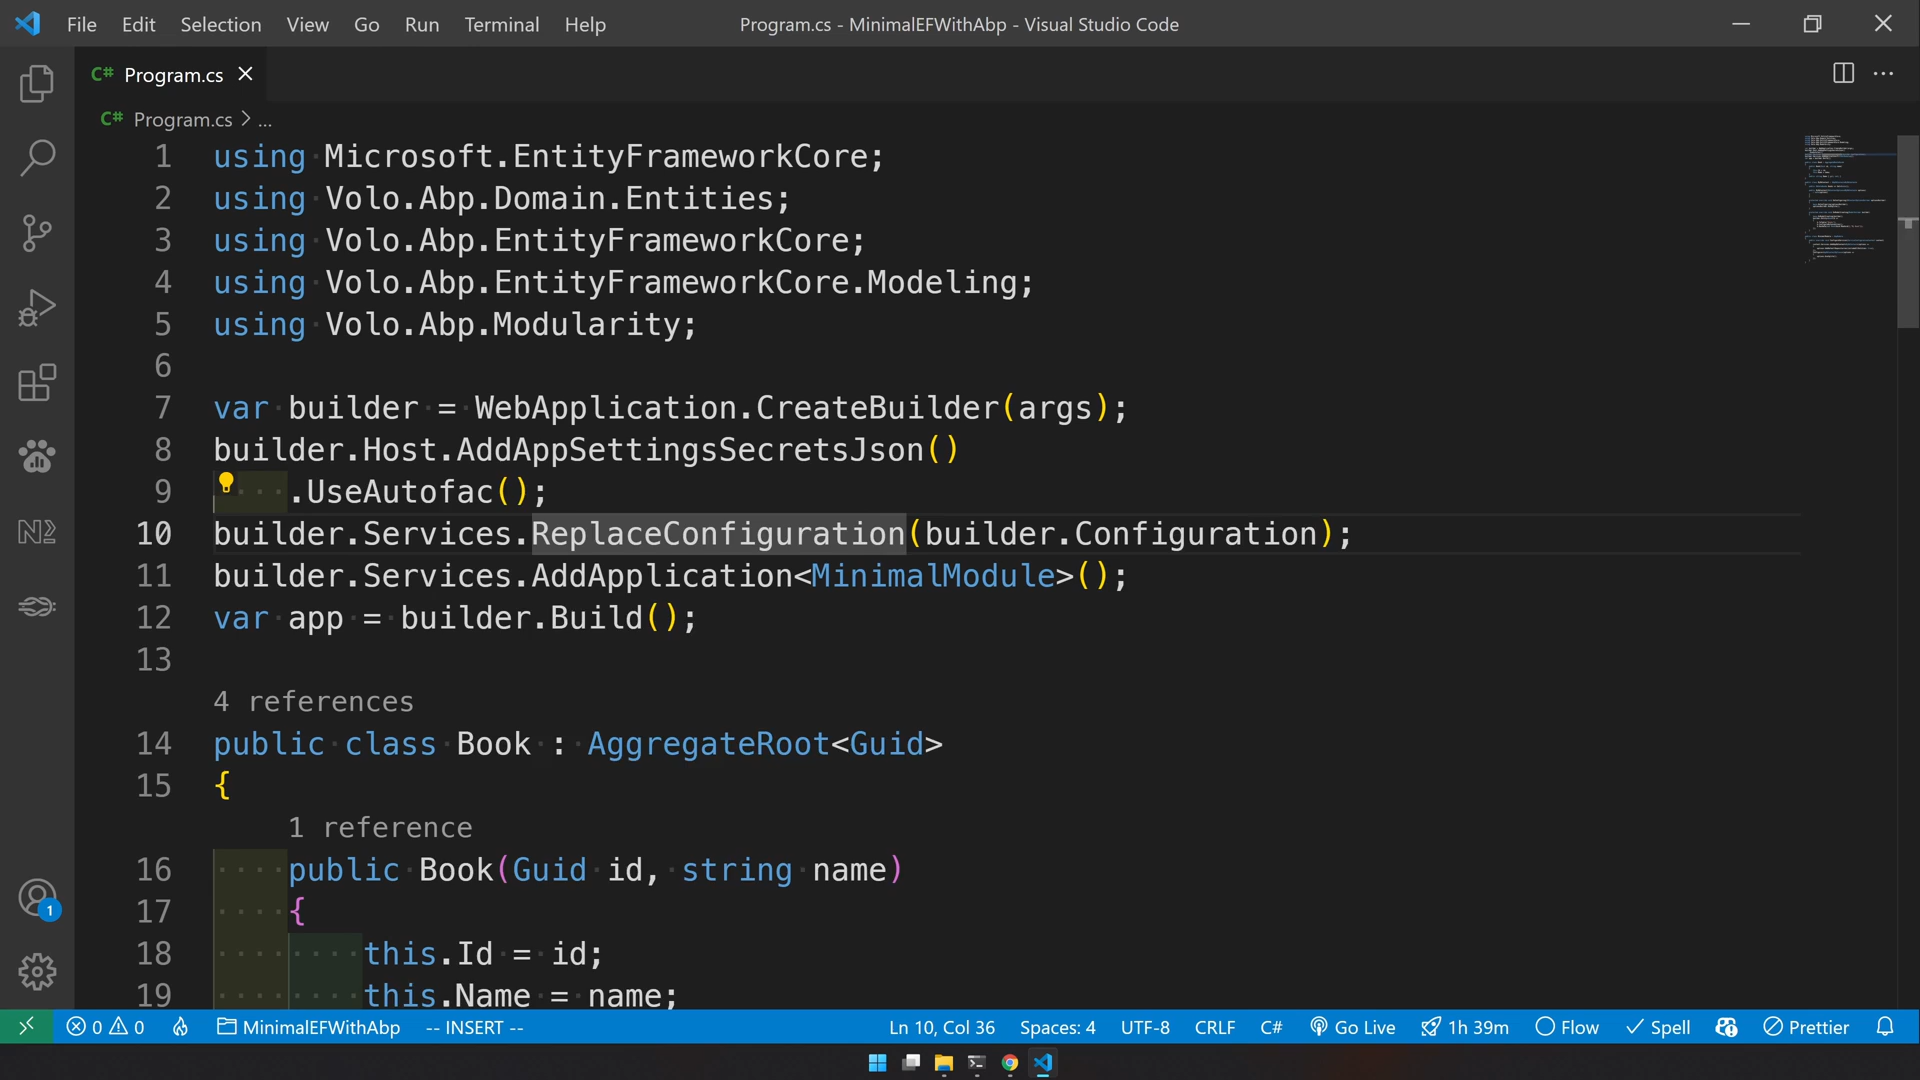 File Edit Selection View Go Run Terminal Help Program.cs - MinimalEFWithAbp - Visual Studio Code
C# Program.cs
C# Program.cs > ...
1 using Microsoft.EntityFrameworkCore;
2 using Volo.Abp.Domain.Entities;
3 using Volo.Abp.EntityFrameworkCore;
4 using Volo.Abp.EntityFrameworkCore.Modeling;
5 using Volo.Abp.Modularity;
6
7 var builder = WebApplication.CreateBuilder(args);
8 builder.Host.AddAppSettingsSecretsJson()
9 .UseAutofac();
10 builder.Services.ReplaceConfiguration(builder.Configuration);
11 builder.Services.AddApplication<MinimalModule>();
12 var app = builder.Build();
13
4 references
14 public class Book : AggregateRoot<Guid>
15 {
1 reference
16 public Book(Guid id, string name)
17 {
18 this.Id = id;
19 this.Name = name;
1
0 0 MinimalEFWithAbp -- INSERT -- Ln 10, Col 36 Spaces: 4 UTF-8 CRLF C# Go Live 1h 39m Flow Spell Prettier